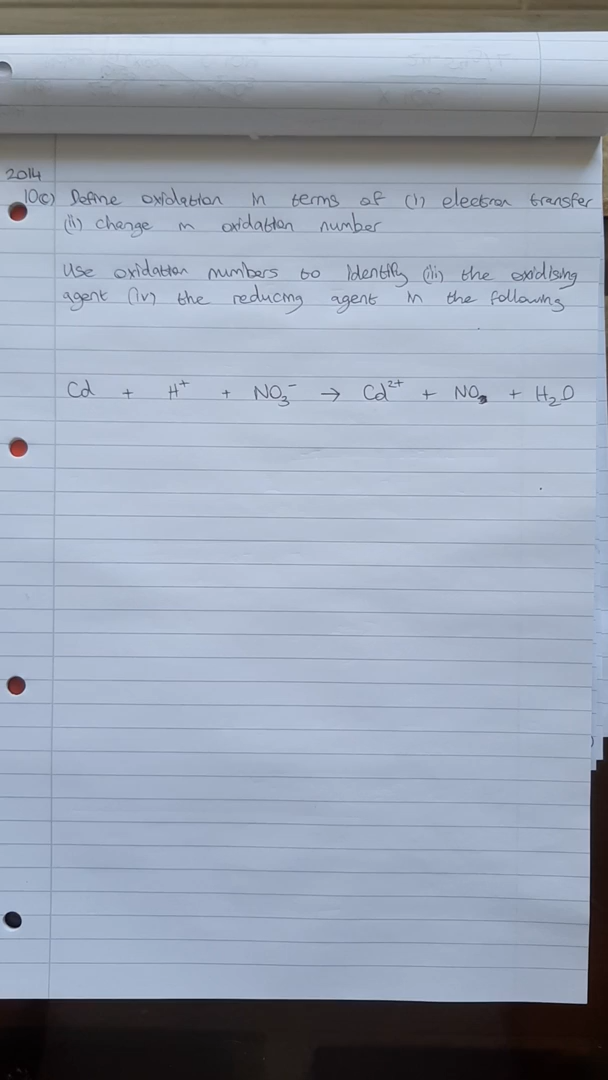 2014
10(c) Define oxidation in terms of (i) electron transfer
(ii) change in oxidation number
Use oxidation numbers to identify (iii) the oxidising
agent (iv) the reducing agent in the following
Cd + H⁺ + NO₃⁻ → Cd²⁺ + NO + H₂O